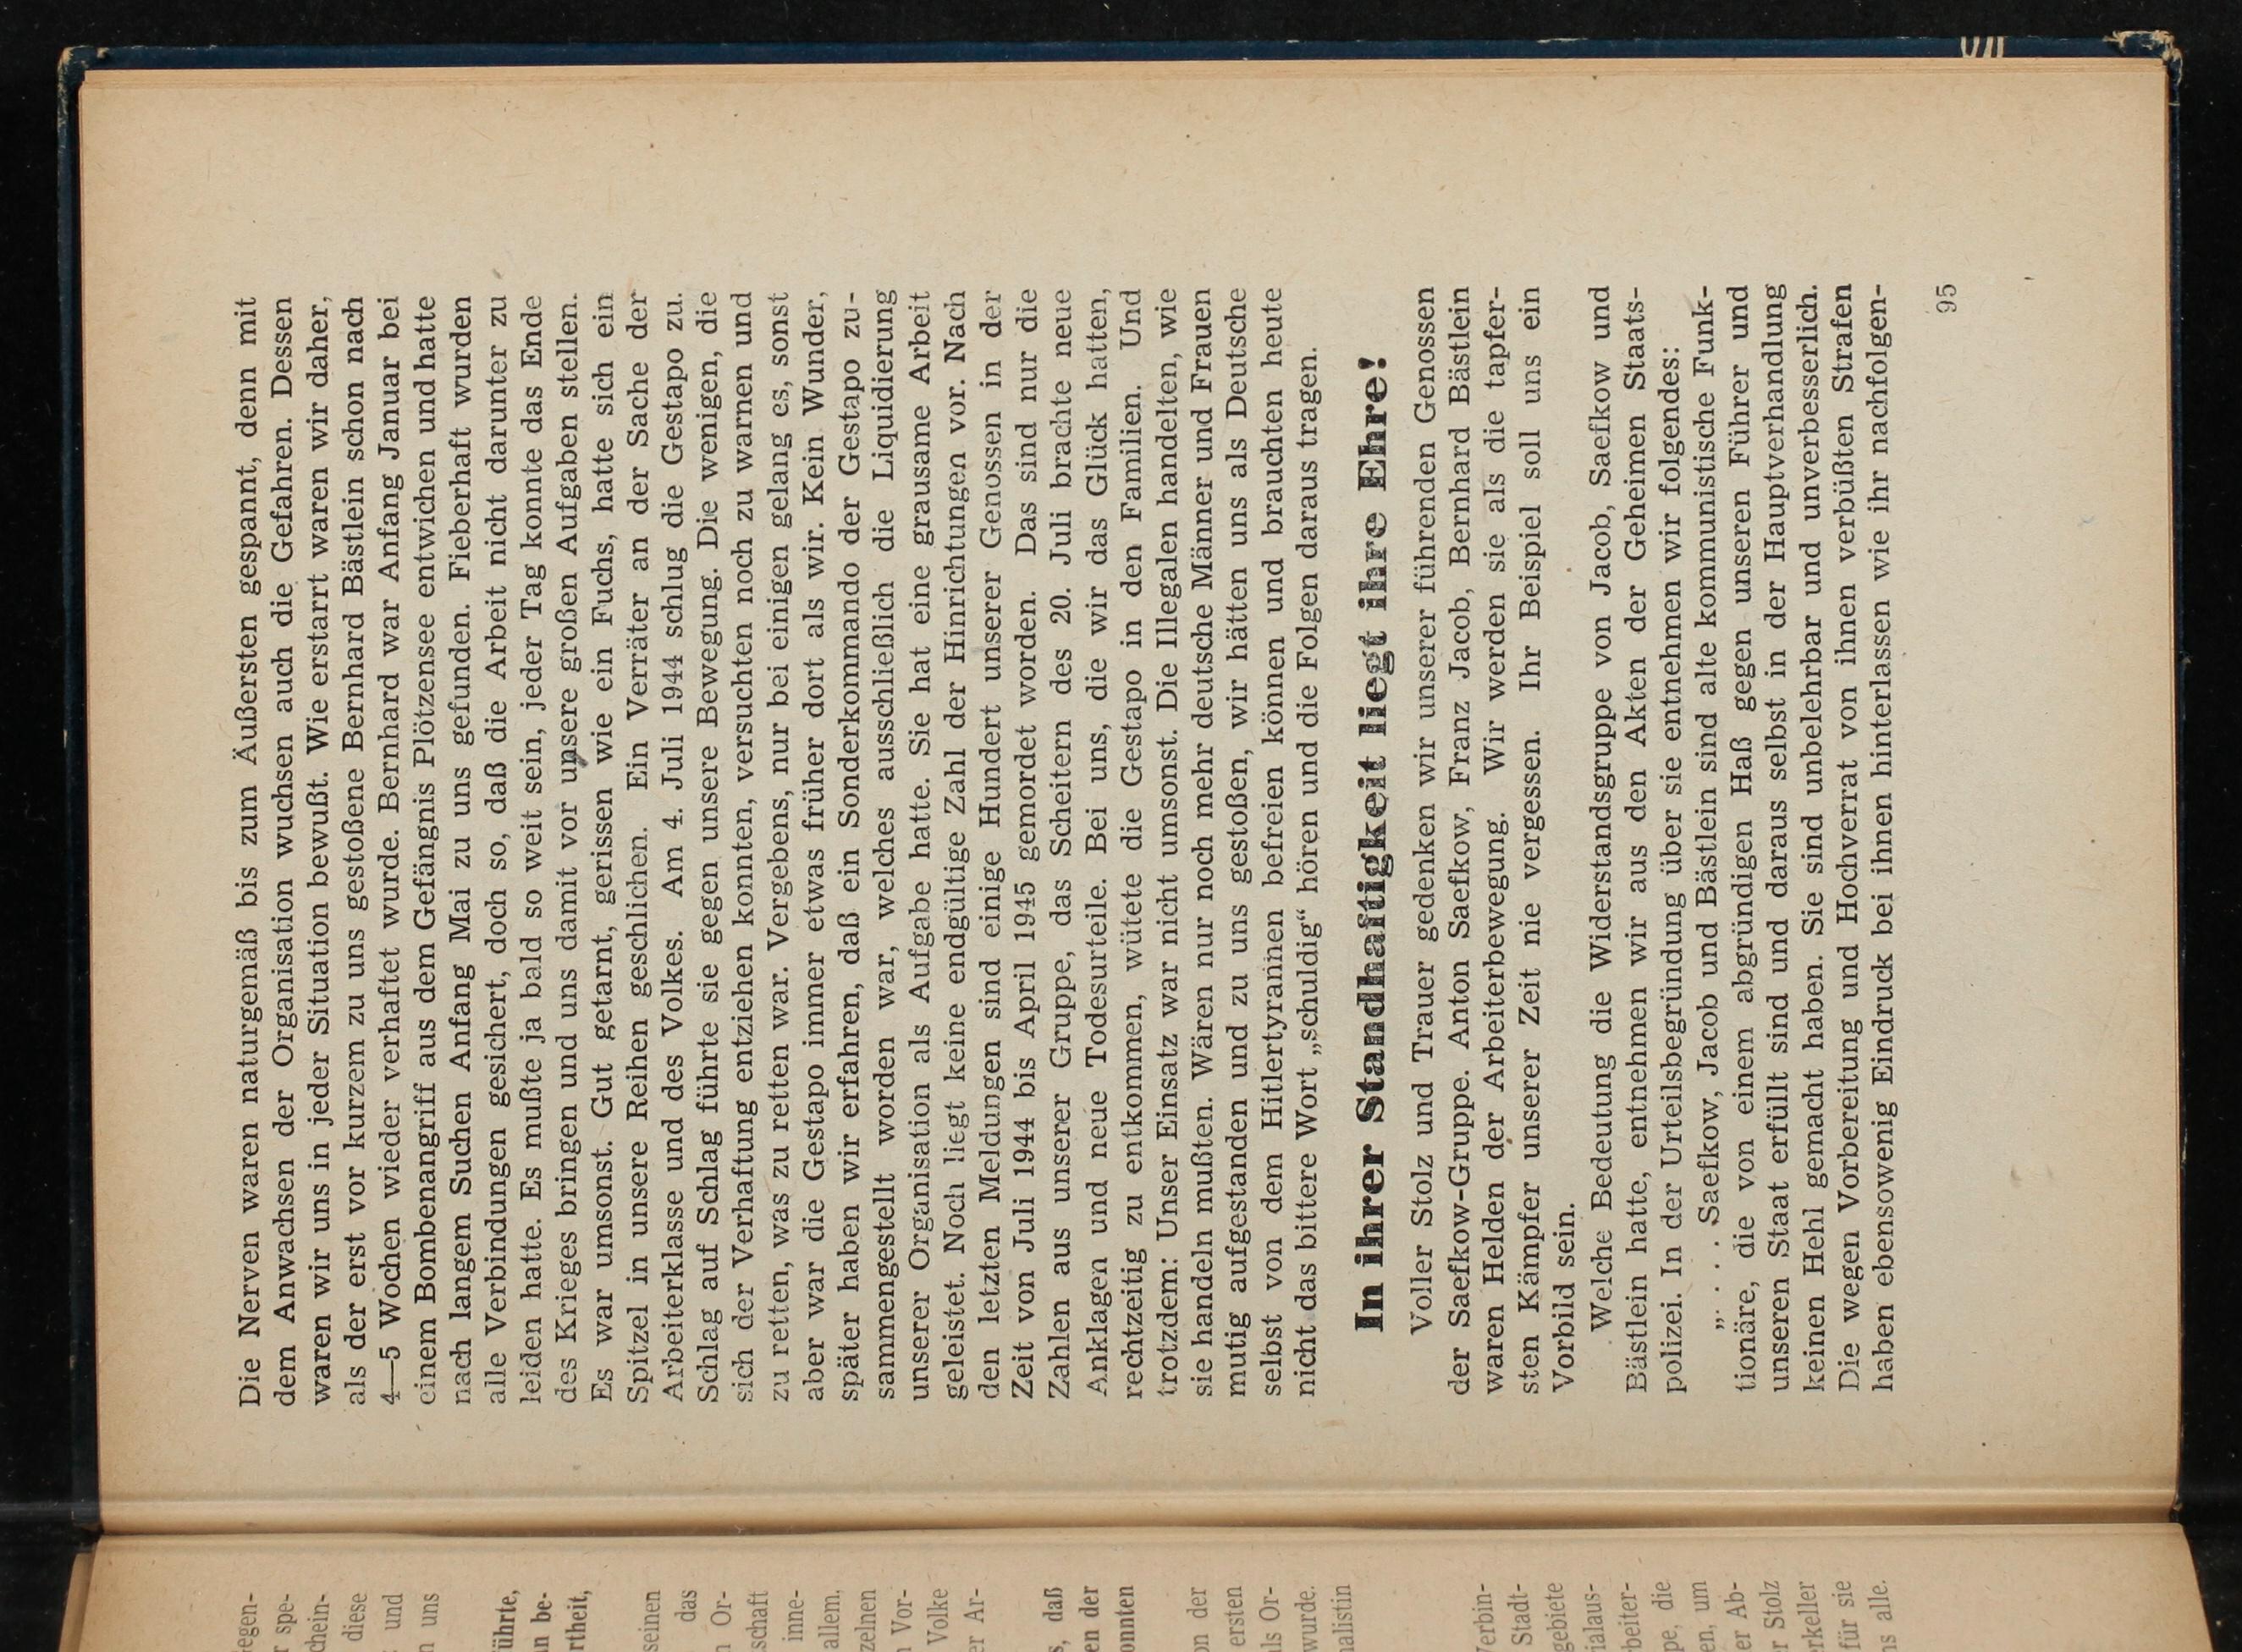 Die Nerven waren naturgemäß bis zum Äußersten gespannt, denn mit
dem Anwachsen der Organisation wuchsen auch die Gefahren. Dessen
waren wir uns in jeder Situation bewußt. Wie erstarrt waren wir daher,
als der erst vor kurzem zu uns gestoßene Bernhard Bästlein schon nach
4—5 Wochen wieder verhaftet wurde. Bernhard war Anfang Januar bei
einem Bombenangriff aus dem Gefängnis Plötzensee entwichen und hatte
nach langem Suchen Anfang Mai zu uns gefunden. Fieberhaft wurden
alle Verbindungen gesichert, doch so, daß die Arbeit nicht darunter zu
leiden hatte. Es mußte ja bald so weit sein, jeder Tag konnte das Ende
des Krieges bringen und uns damit vor unsere großen Aufgaben stellen.
Es war umsonst. Gut getarnt, gerissen wie ein Fuchs, hatte sich ein
Spitzel in unsere Reihen geschlichen. Ein Verräter an der Sache der
Arbeiterklasse und des Volkes. Am 4. Juli 1944 schlug die Gestapo zu.
Schlag auf Schlag führte sie gegen unsere Bewegung. Die wenigen, die
sich der Verhaftung entziehen konnten, versuchten noch zu warnen und
zu retten, was zu retten war. Vergebens, nur bei einigen gelang es, sonst
aber war die Gestapo immer etwas früher dort als wir. Kein Wunder,
später haben wir erfahren, daß ein Sonderkommando der Gestapo zu-
sammengestellt worden war, welches ausschließlich die Liquidierung
unserer Organisation als Aufgabe hatte. Sie hat eine grausame Arbeit
geleistet. Noch liegt keine endgültige Zahl der Hinrichtungen vor. Nach
den letzten Meldungen sind einige Hundert unserer Genossen in der
Zeit von Juli 1944 bis April 1945 gemordet worden. Das sind nur die
Zahlen aus unserer Gruppe, das Scheitern des 20. Juli brachte neue
Anklagen und neue Todesurteile. Bei uns, die wir das Glück hatten,
rechtzeitig zu entkommen, wütete die Gestapo in den Familien. Und
trotzdem: Unser Einsatz war nicht umsonst. Die Illegalen handelten, wie
sie handeln mußten. Wären nur noch mehr deutsche Männer und Frauen
mutig aufgestanden und zu uns gestoßen, wir hätten uns als Deutsche
selbst von dem Hitlertyrannen befreien können und brauchten heute
nicht das bittere Wort „schuldig“ hören und die Folgen daraus tragen.
In ihrer Standhaftigkeit liegt ihre Ehre!
Voller Stolz und Trauer gedenken wir unserer führenden Genossen
der Saefkow-Gruppe. Anton Saefkow, Franz Jacob, Bernhard Bästlein
waren Helden der Arbeiterbewegung. Wir werden sie als die tapfer-
sten Kämpfer unserer Zeit nie vergessen. Ihr Beispiel soll uns ein
Vorbild sein.
Welche Bedeutung die Widerstandsgruppe von Jacob, Saefkow und
Bästlein hatte, entnehmen wir aus den Akten der Geheimen Staats-
polizei. In der Urteilsbegründung über sie entnehmen wir folgendes:
„. . . . Saefkow, Jacob und Bästlein sind alte kommunistische Funk-
tionäre, die von einem abgründigen Haß gegen unseren Führer und
unseren Staat erfüllt sind und daraus selbst in der Hauptverhandlung
keinen Hehl gemacht haben. Sie sind unbelehrbar und unverbesserlich.
Die wegen Vorbereitung und Hochverrat von ihnen verbüßten Strafen
haben ebensowenig Eindruck bei ihnen hinterlassen wie ihr nachfolgen-
95